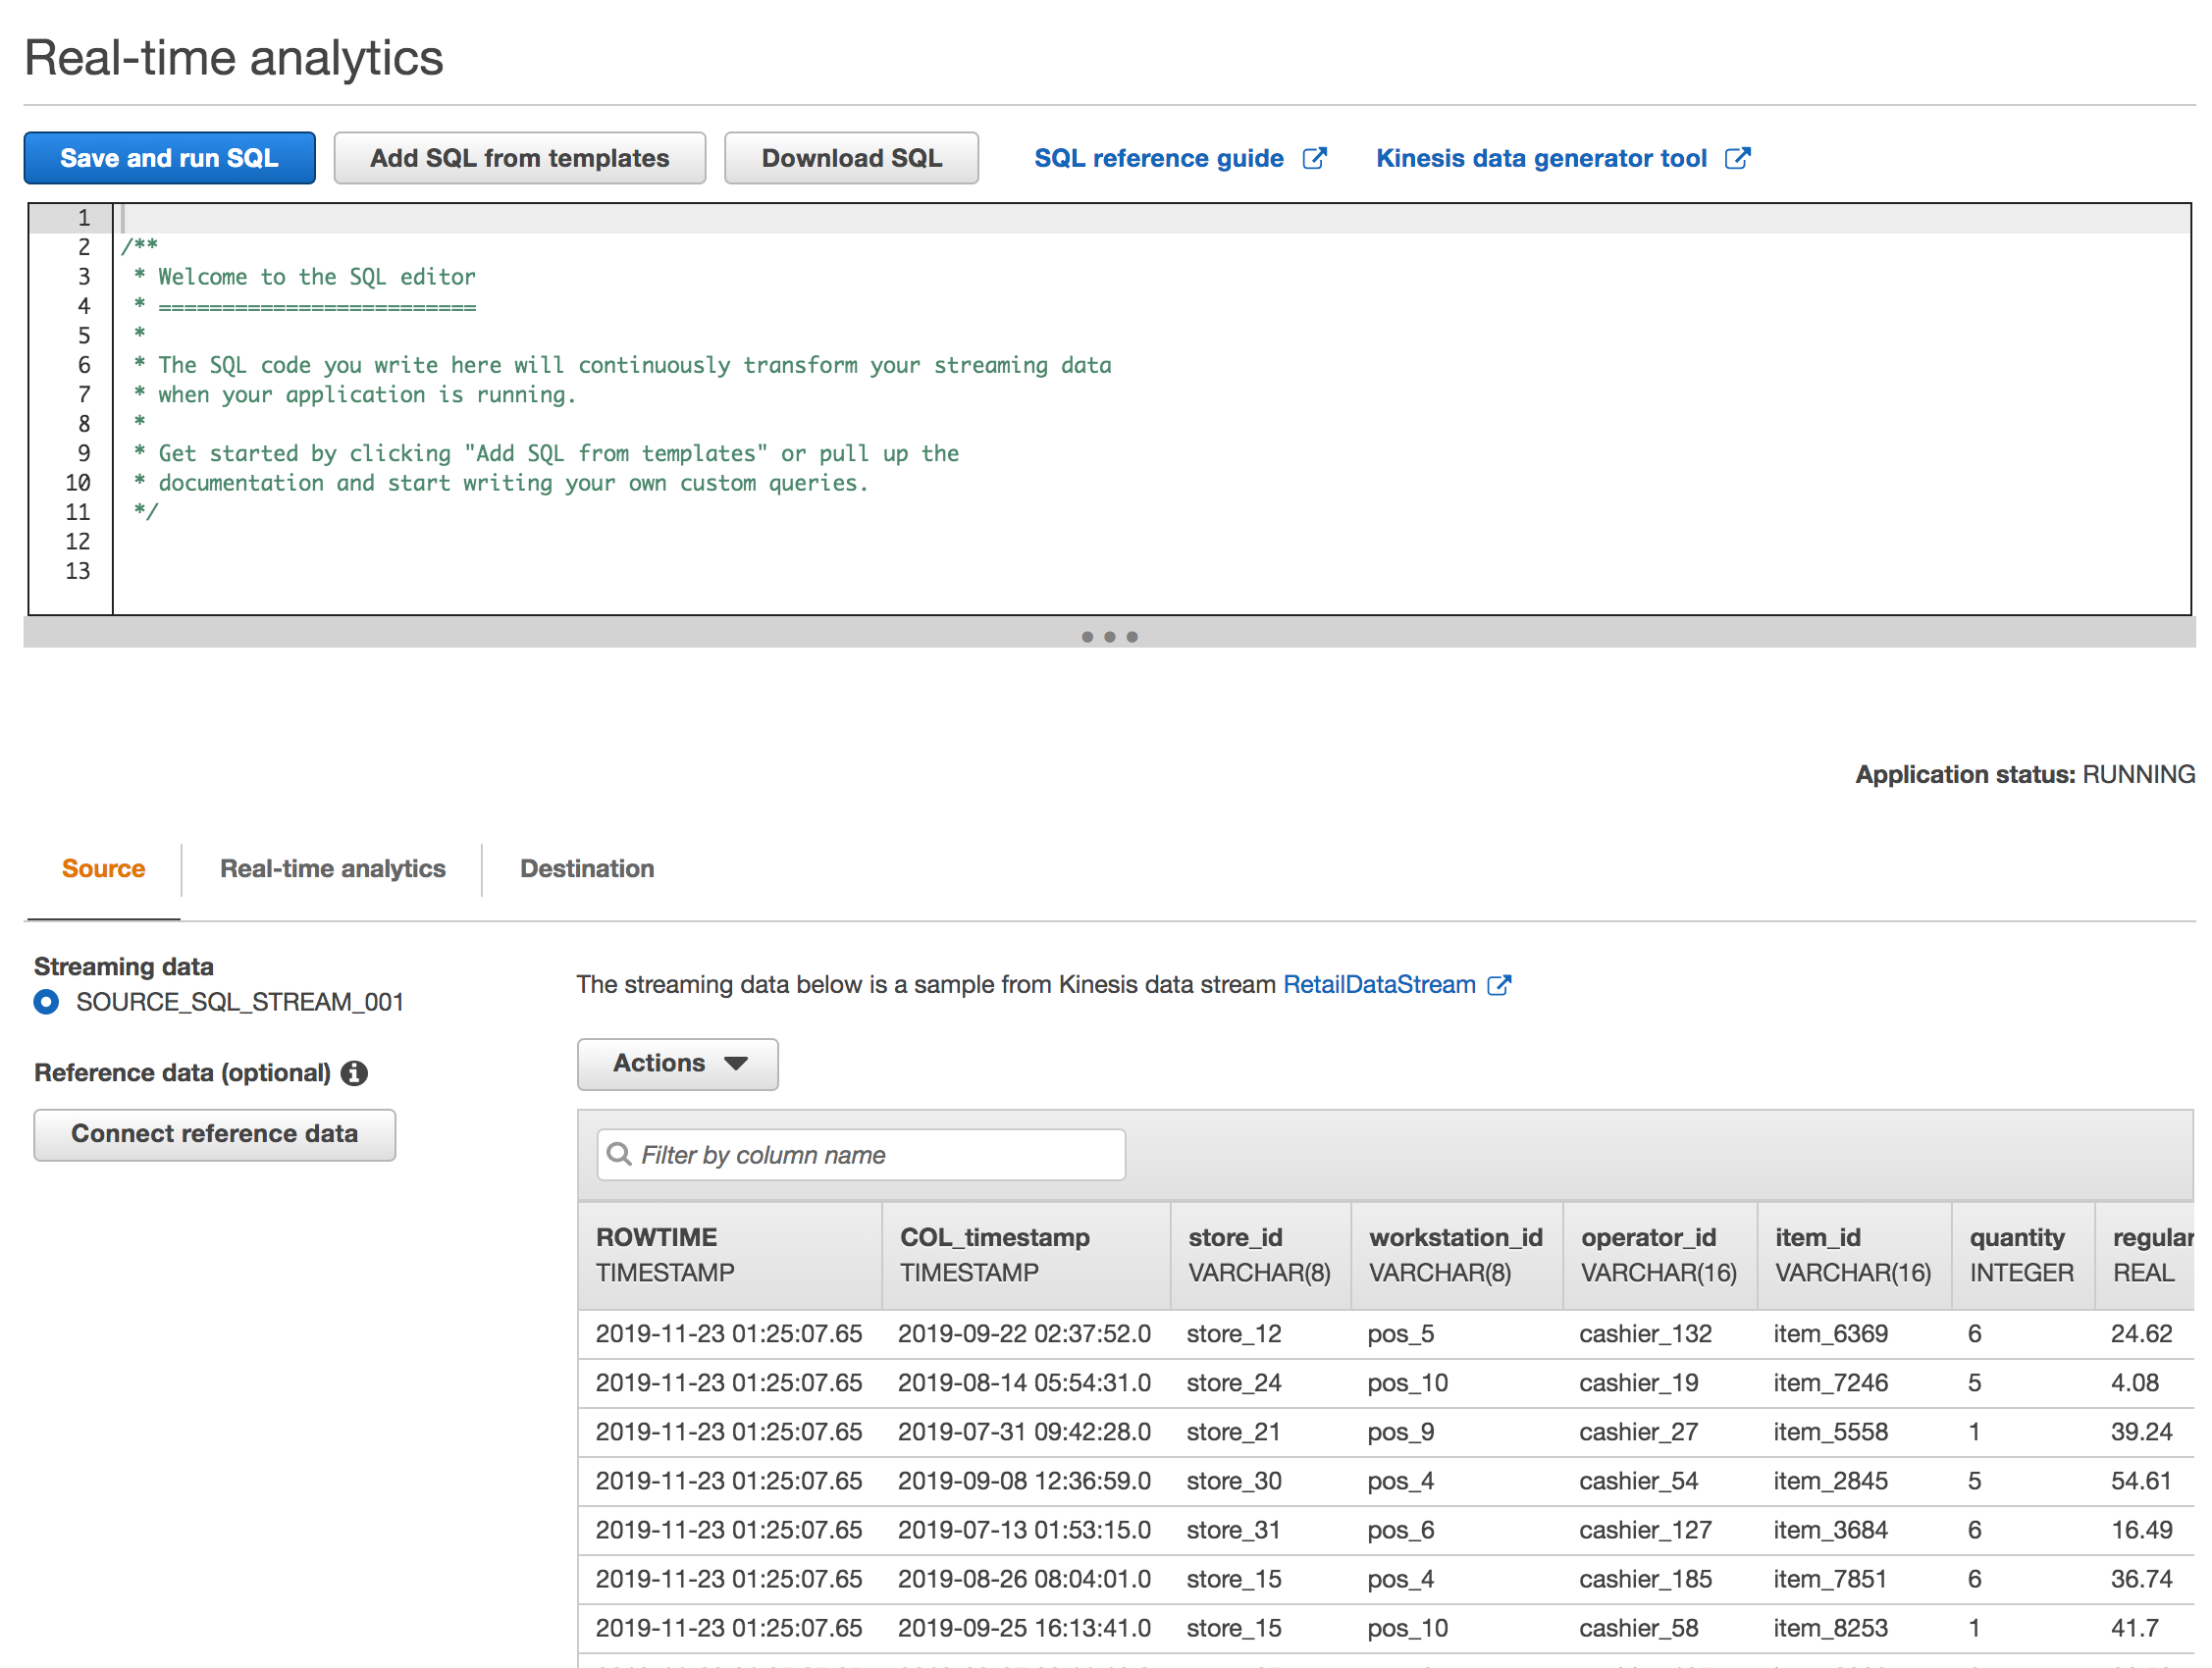 Real-time analytics
Save and run SQL Add SQL from templates Download SQL SQL reference guide Kinesis data generator tool
1
2 /**
3 * Welcome to the SQL editor
4 * =========================
5 *
6 * The SQL code you write here will continuously transform your streaming data
7 * when your application is running.
8 *
9 * Get started by clicking "Add SQL from templates" or pull up the
10 * documentation and start writing your own custom queries.
11 */
12
13
Application status: RUNNING
Source Real-time analytics Destination
Streaming data
SOURCE_SQL_STREAM_001
Reference data (optional)
Connect reference data
The streaming data below is a sample from Kinesis data stream RetailDataStream
Actions
Filter by column name
ROWTIME COL_timestamp store_id workstation_id operator_id item_id quantity regular
TIMESTAMP TIMESTAMP VARCHAR(8) VARCHAR(8) VARCHAR(16) VARCHAR(16) INTEGER REAL
2019-11-23 01:25:07.65 2019-09-22 02:37:52.0 store_12 pos_5 cashier_132 item_6369 6 24.62
2019-11-23 01:25:07.65 2019-08-14 05:54:31.0 store_24 pos_10 cashier_19 item_7246 5 4.08
2019-11-23 01:25:07.65 2019-07-31 09:42:28.0 store_21 pos_9 cashier_27 item_5558 1 39.24
2019-11-23 01:25:07.65 2019-09-08 12:36:59.0 store_30 pos_4 cashier_54 item_2845 5 54.61
2019-11-23 01:25:07.65 2019-07-13 01:53:15.0 store_31 pos_6 cashier_127 item_3684 6 16.49
2019-11-23 01:25:07.65 2019-08-26 08:04:01.0 store_15 pos_4 cashier_185 item_7851 6 36.74
2019-11-23 01:25:07.65 2019-09-25 16:13:41.0 store_15 pos_10 cashier_58 item_8253 1 41.7